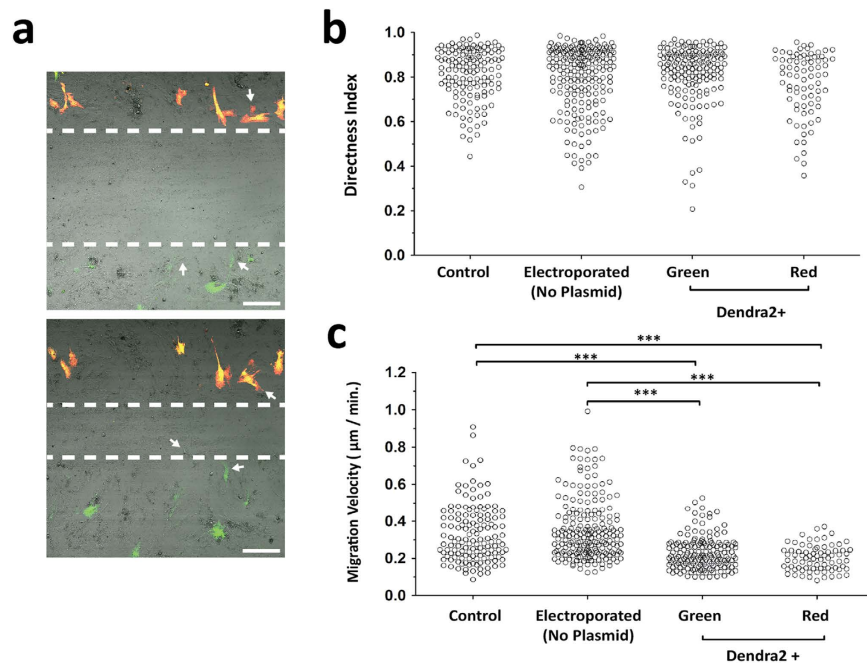 a
b
Directness Index
1.0
0.8
0.6
0.4
0.2
0.0
Control
Electroporated
(No Plasmid)
Green
Red
Dendra2+
c
Migration Velocity ( μm / min.)
***
***
***
***
1.2
1.0
0.8
0.6
0.4
0.2
0.0
Control
Electroporated
(No Plasmid)
Green
Red
Dendra2 +